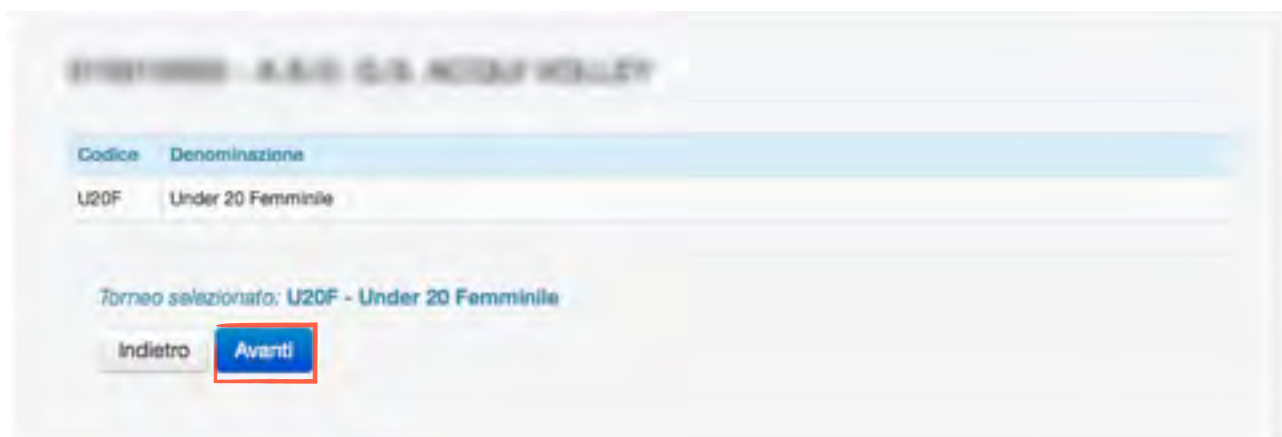 Codice Denominazione
U20F Under 20 Femminile
Torneo selezionato: U20F - Under 20 Femminile
Indietro Avanti